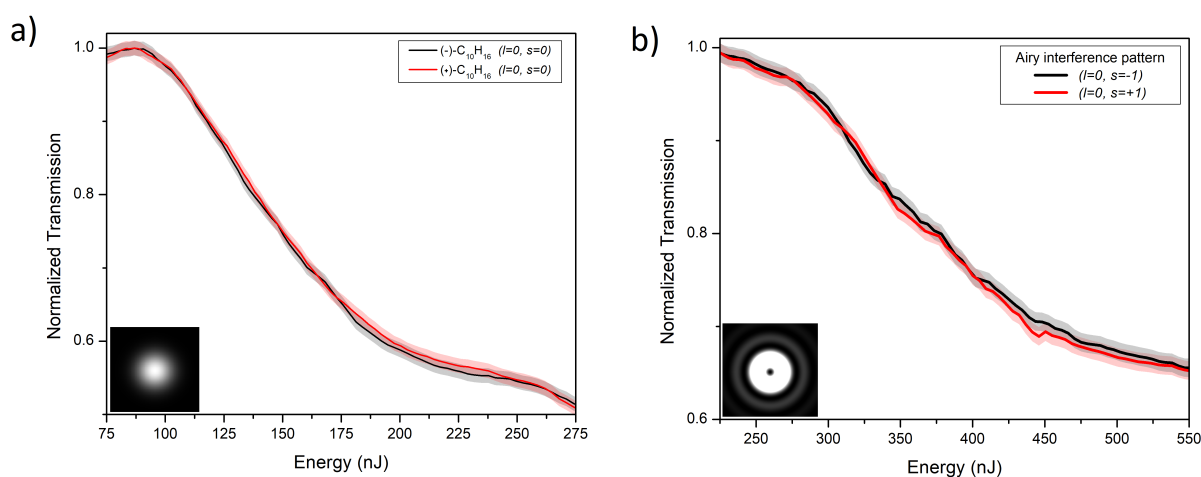 a)
(-)-C₁₀H₁₆ (l=0, s=0)
(+)-C₁₀H₁₆ (l=0, s=0)
1.0
0.8
0.6
Normalized Transmission
75 100 125 150 175 200 225 250 275
Energy (nJ)
b)
Airy interference pattern
(l=0, s=-1)
(l=0, s=+1)
1.0
0.8
0.6
Normalized Transmission
250 300 350 400 450 500 550
Energy (nJ)